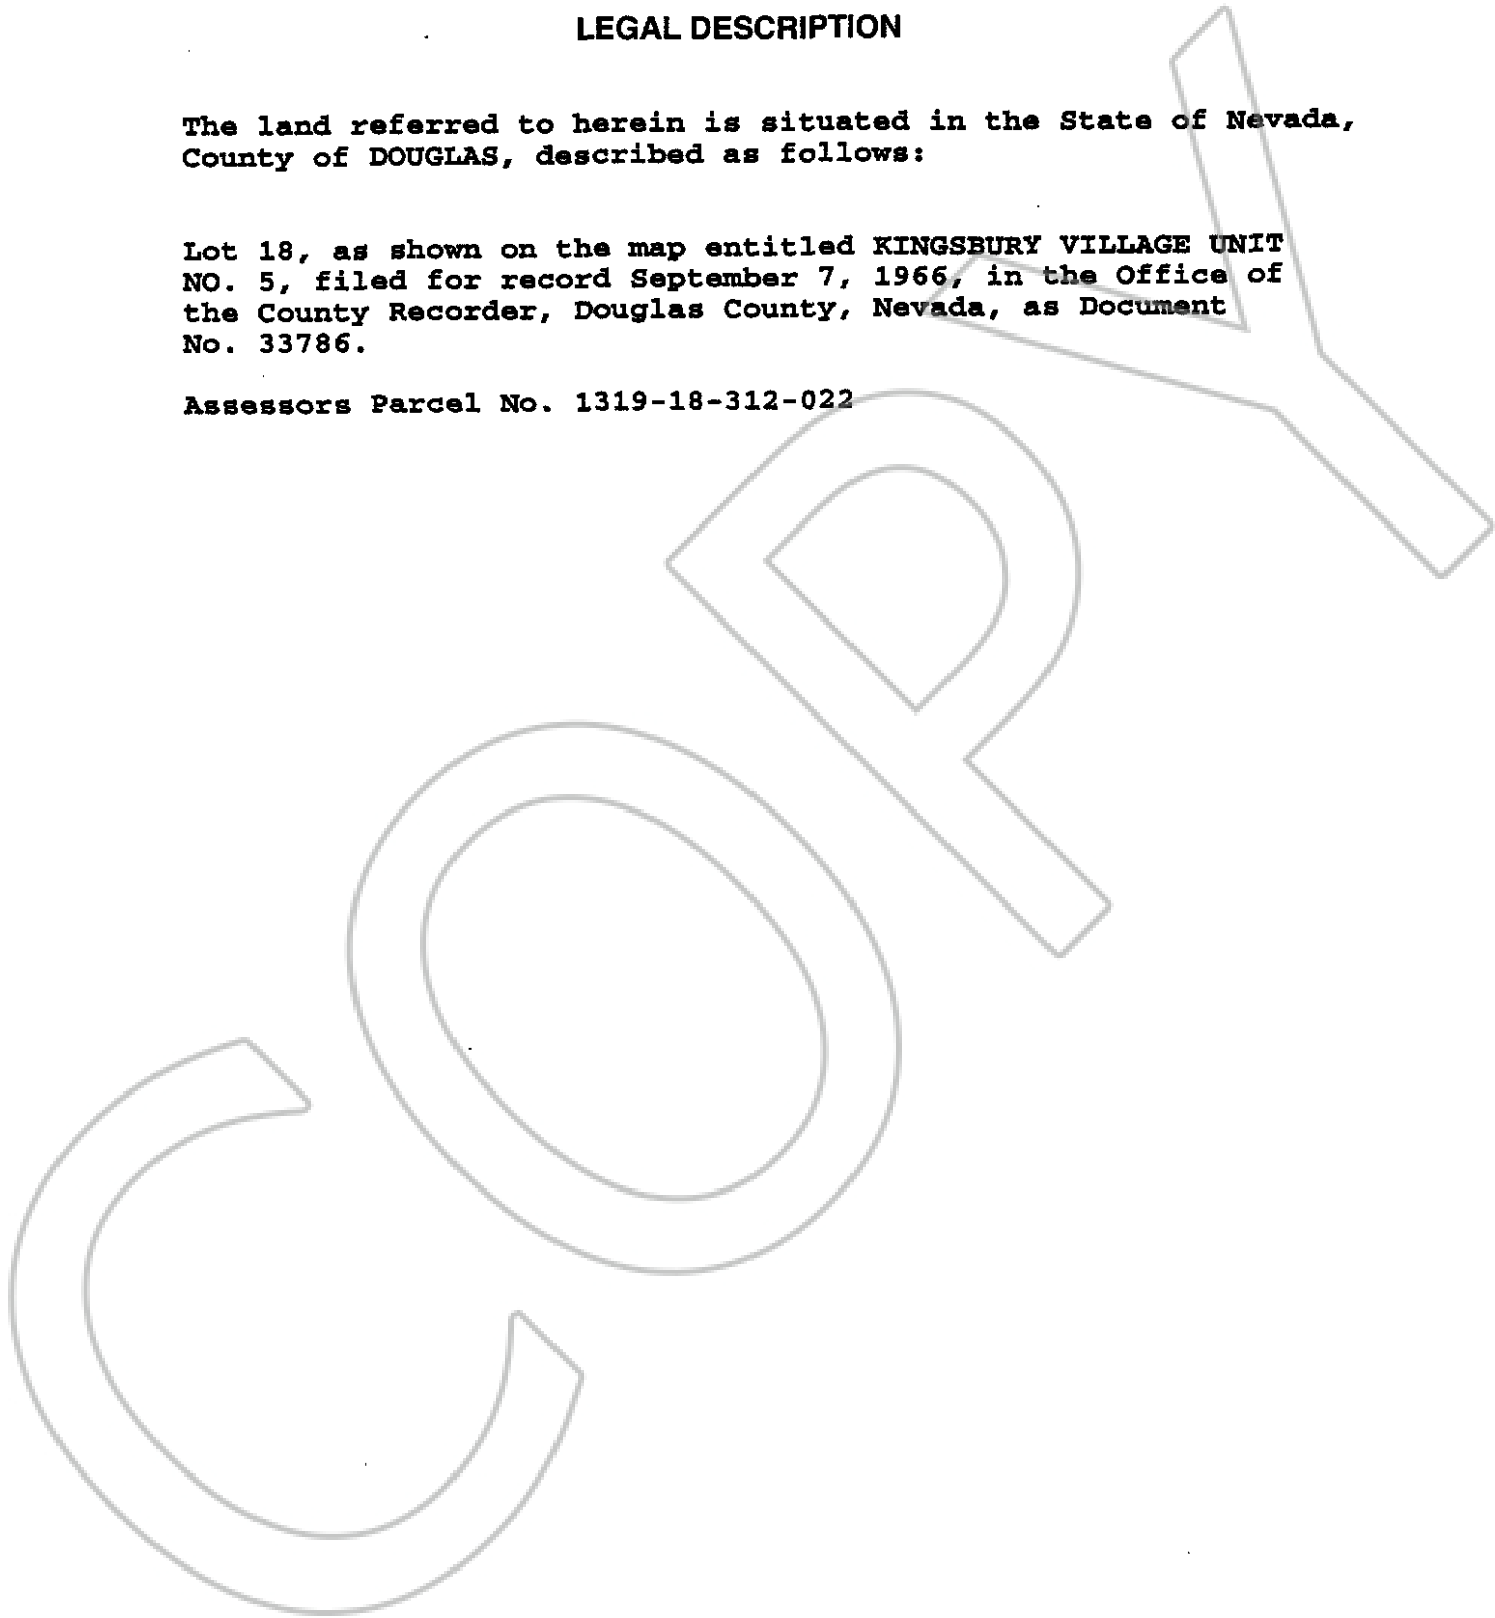 LEGAL DESCRIPTION
The land referred to herein is situated in the State of Nevada,
County of DOUGLAS, described as follows:
Lot 18, as shown on the map entitled KINGSBURY VILLAGE UNIT
NO. 5, filed for record September 7, 1966, in the Office of
the County Recorder, Douglas County, Nevada, as Document
No. 33786.
Assessors Parcel No. 1319-18-312-022
COPY